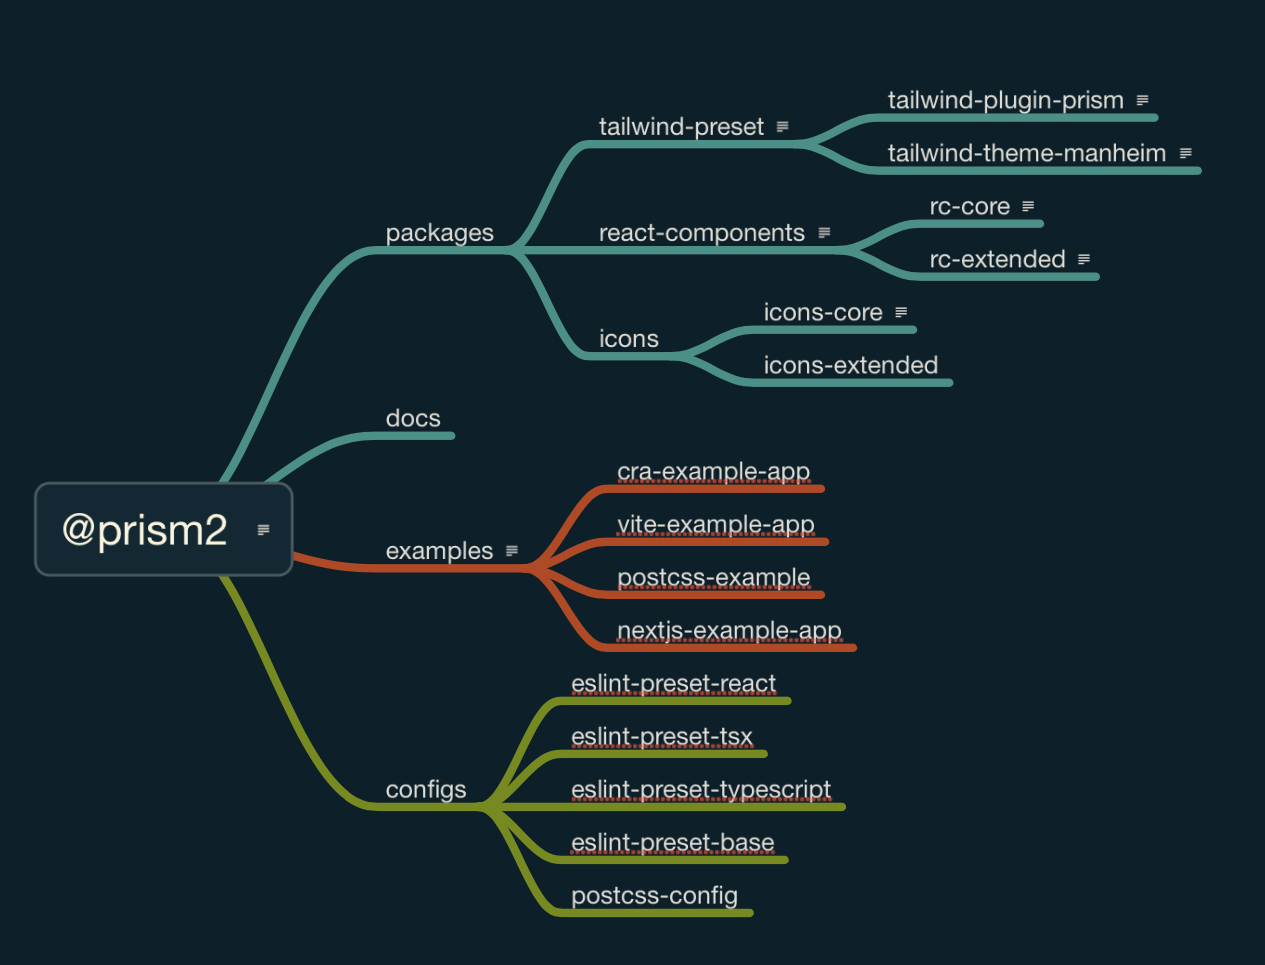 @prism2
packages
tailwind-preset
tailwind-plugin-prism
tailwind-theme-manheim
react-components
rc-core
rc-extended
icons
icons-core
icons-extended
docs
examples
cra-example-app
vite-example-app
postcss-example
nextjs-example-app
configs
eslint-preset-react
eslint-preset-tsx
eslint-preset-typescript
eslint-preset-base
postcss-config